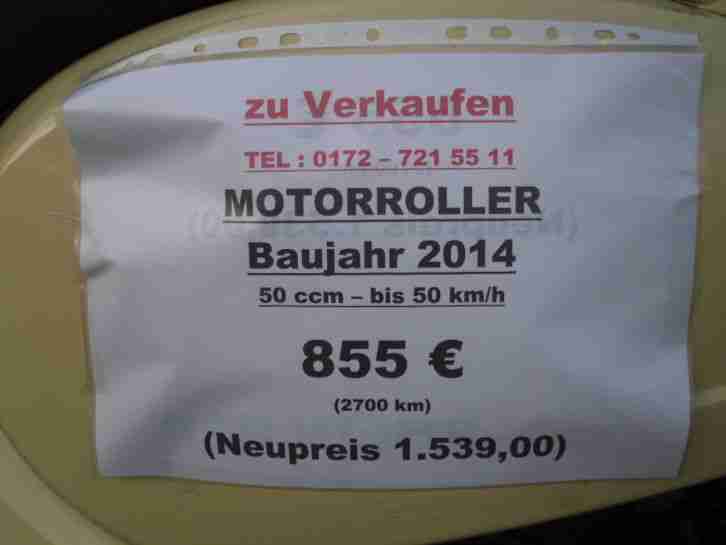 zu Verkaufen
TEL : 0172 – 721 55 11
MOTORROLLER
Baujahr 2014
50 ccm – bis 50 km/h
855 €
(2700 km)
(Neupreis 1.539,00)